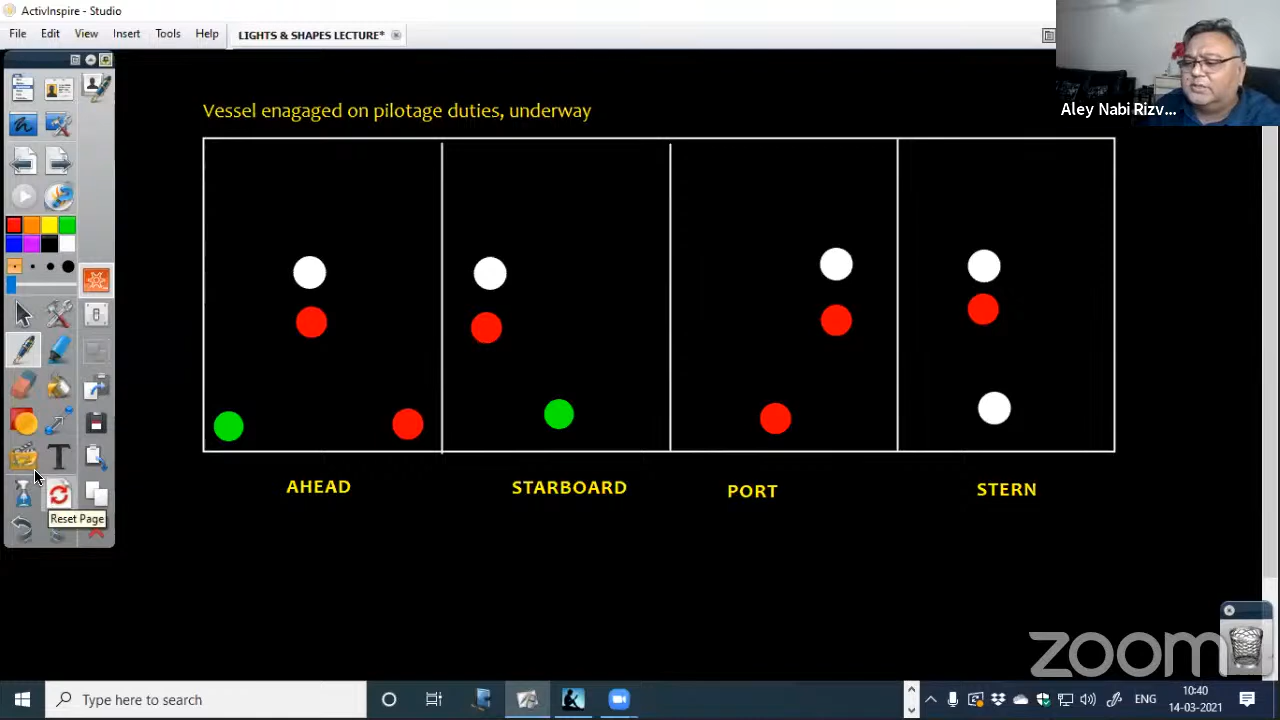 ActivInspire - Studio
File Edit View Insert Tools Help LIGHTS & SHAPES LECTURE*
Aley Nabi Rizv...
Vessel enagaged on pilotage duties, underway
AHEAD STARBOARD PORT STERN
T
Reset Page
zoom
Type here to search
ENG
10:40
14-03-2021